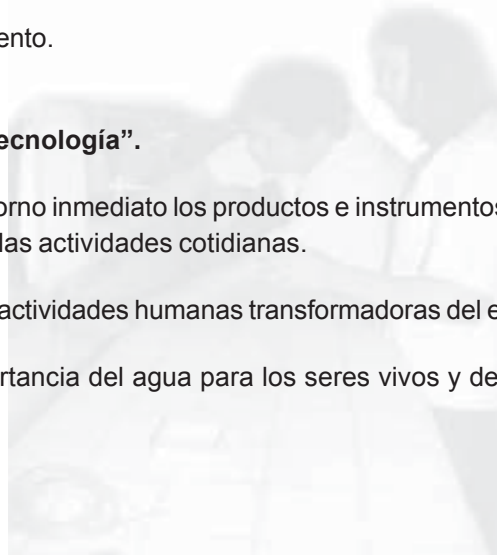 ento.
ecnología”.
orno inmediato los productos e instrumentos
las actividades cotidianas.
actividades humanas transformadoras del e
rtancia del agua para los seres vivos y de